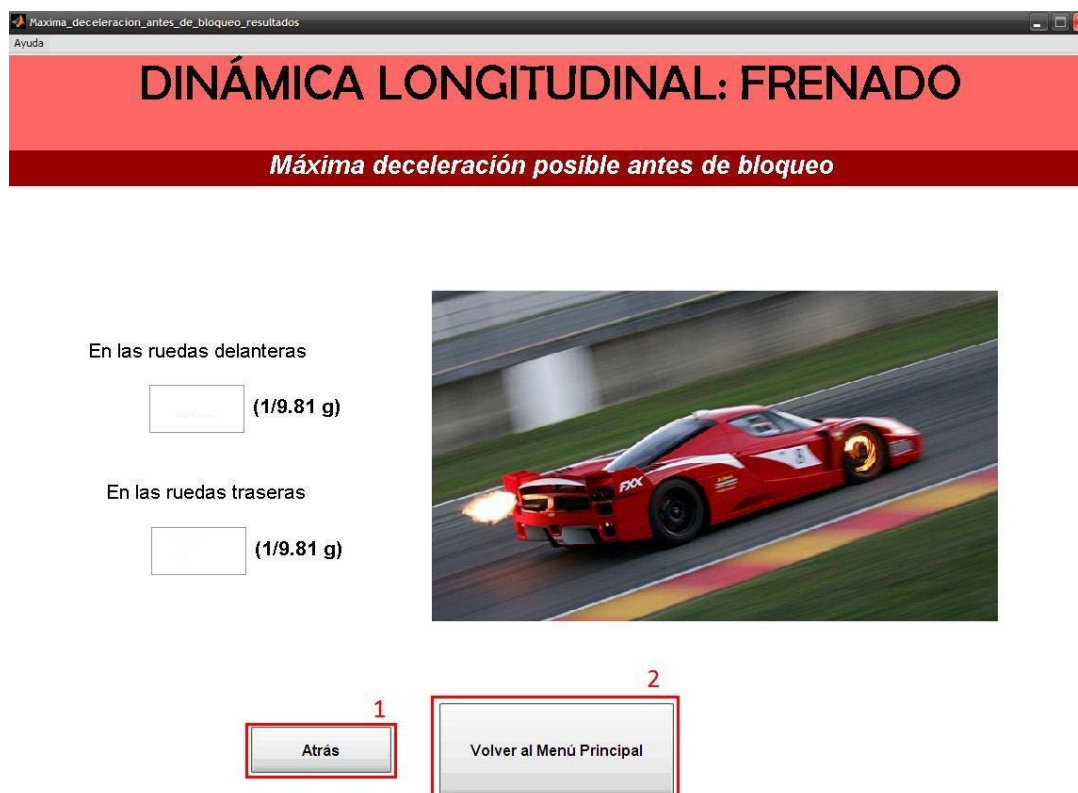 Maxima_deceleracion_antes_de_bloqueo_resultados
Ayuda
DINÁMICA LONGITUDINAL: FRENADO
Máxima deceleración posible antes de bloqueo
En las ruedas delanteras
(1/9.81 g)
En las ruedas traseras
(1/9.81 g)
FXX
1
Atrás
2
Volver al Menú Principal